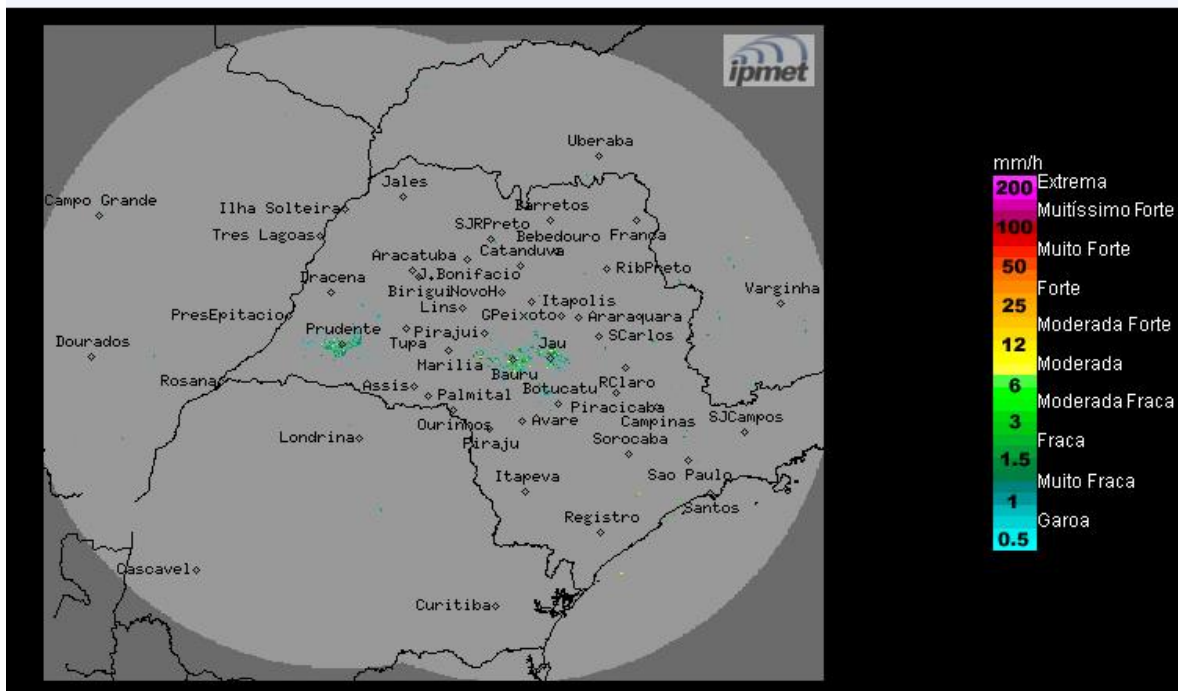 ipmet
Uberaba
Jales
Campo Grande
Ilha Solteira
Barretos
SJRPreto
Tres Lagoas
Bebedouro
Franca
Aracatuba
Catanduva
Dracena
J.Bonifacio
RibPreto
Birigui
NovoH
Itapolis
Varginha
PresEpitacio
Lins
GPeixoto
Araraquara
Prudente
Pirajui
SCarlos
Dourados
Tupa
Jau
Marilia
Bauru
Rosana
Assis
Botucatu
RClaro
Palmital
Piracicaba
Ourinhos
Avare
Campinas
SJCampos
Londrina
Piraju
Sorocaba
Itapeva
Sao Paulo
Santos
Registro
Cascavel
Curitiba
mm/h
200 Extrema
Muitíssimo Forte
100
Muito Forte
50
Forte
25
Moderada Forte
12
Moderada
6
Moderada Fraca
3
Fraca
1.5
Muito Fraca
1
Garoa
0.5